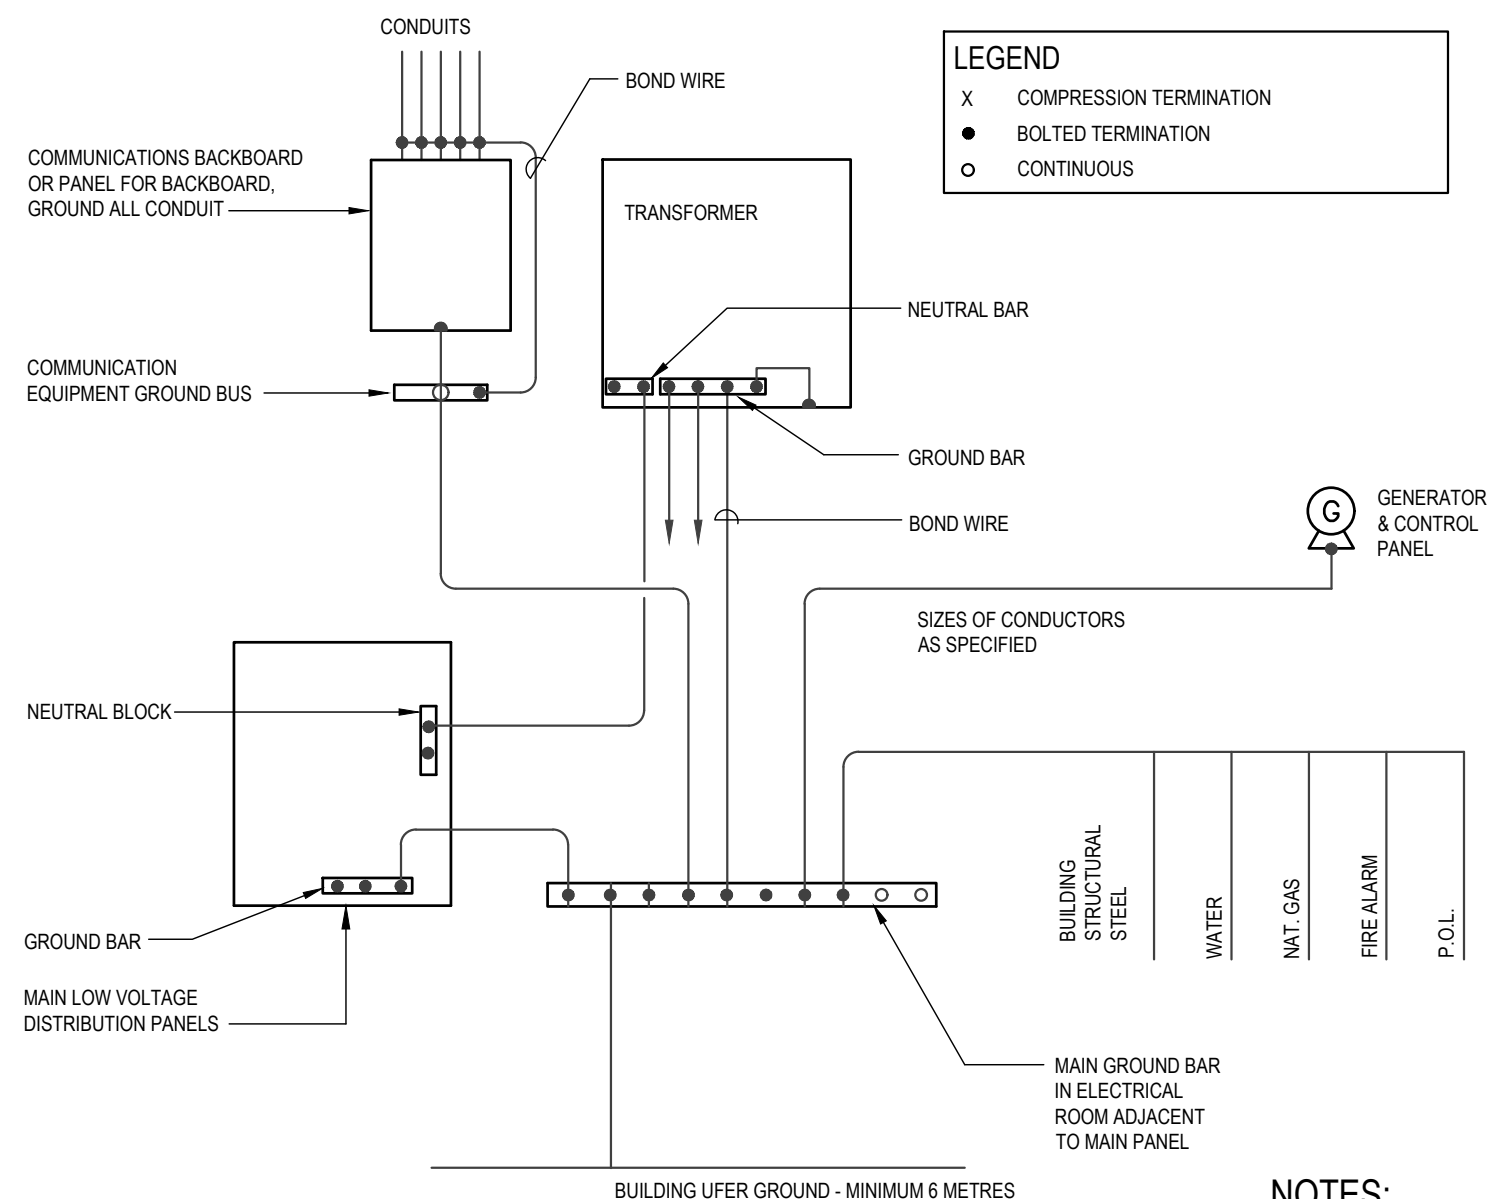 CONDUITS
BOND WIRE
LEGEND
X COMPRESSION TERMINATION
BOLTED TERMINATION
CONTINUOUS
COMMUNICATIONS BACKBOARD
OR PANEL FOR BACKBOARD,
GROUND ALL CONDUIT
TRANSFORMER
NEUTRAL BAR
COMMUNICATION
EQUIPMENT GROUND BUS
GROUND BAR
BOND WIRE
G
GENERATOR
& CONTROL
PANEL
SIZES OF CONDUCTORS
AS SPECIFIED
NEUTRAL BLOCK
BUILDING
STRUCTURAL
STEEL
WATER
NAT. GAS
FIRE ALARM
P.O.L.
GROUND BAR
MAIN LOW VOLTAGE
DISTRIBUTION PANELS
MAIN GROUND BAR
IN ELECTRICAL
ROOM ADJACENT
TO MAIN PANEL
BUILDING UFER GROUND - MINIMUM 6 METRES
NOTES: